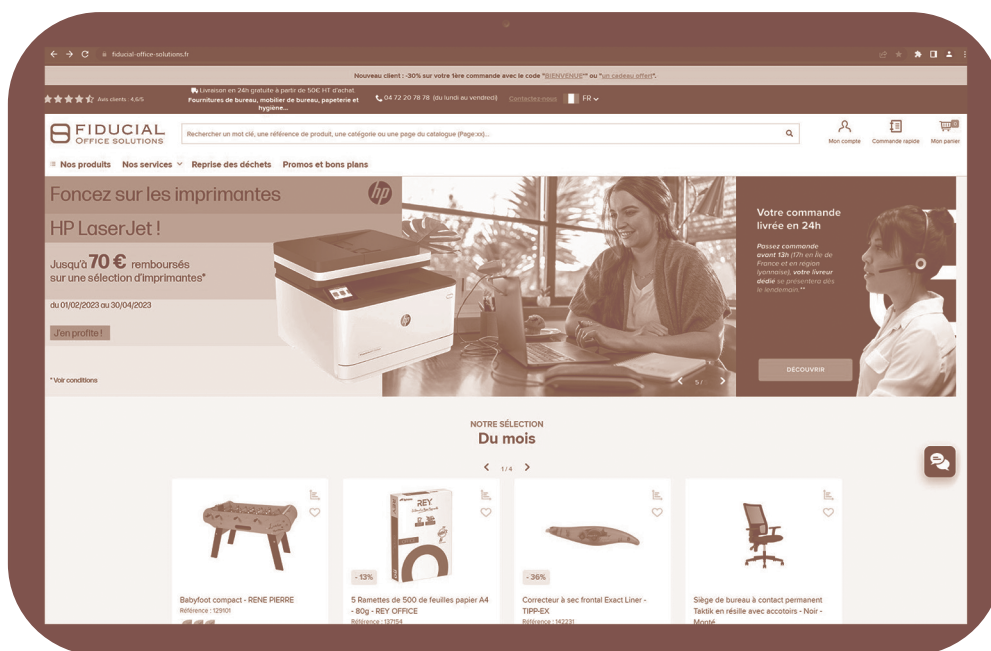 fiducial-office-solutions.fr
Nouveau client : -30% sur votre 1ère commande avec le code "BIENVENUE*" ou "un cadeau offert".
Avis clients : 4,6/5
Livraison en 24h gratuite à partir de 50€ HT d'achat
Fournitures de bureau, mobilier de bureau, papeterie et
hygiène...
04 72 20 78 78 (du lundi au vendredi)
Contactez-nous
FR
FIDUCIAL
OFFICE SOLUTIONS
Rechercher un mot clé, une référence de produit, une catégorie ou une page du catalogue (Page:xx)...
Mon compte
Commande rapide
0
Mon panier
Nos produits
Nos services
Reprise des déchets
Promos et bons plans
Foncez sur les imprimantes
HP LaserJet !
Jusqu'à 70 € remboursés
sur une sélection d'imprimantes*
du 01/02/2023 au 30/04/2023
J'en profite !
* Voir conditions
hp
5 /
Votre commande
livrée en 24h
Passez commande
avant 13h (17h en Île de
France et en region
lyonnaise), votre livreur
dédié se présentera dès
le lendemain **
DÉCOUVRIR
NOTRE SÉLECTION
Du mois
1 / 4
REY
- 13%
- 36%
Babyfoot compact - RENE PIERRE
Référence : 129101
5 Ramettes de 500 de feuilles papier A4
- 80g - REY OFFICE
Référence : 137154
Correcteur à sec frontal Exact Liner -
TIPP-EX
Référence : 142231
Siège de bureau à contact permanent
Taktik en résille avec accotoirs - Noir -
Monté